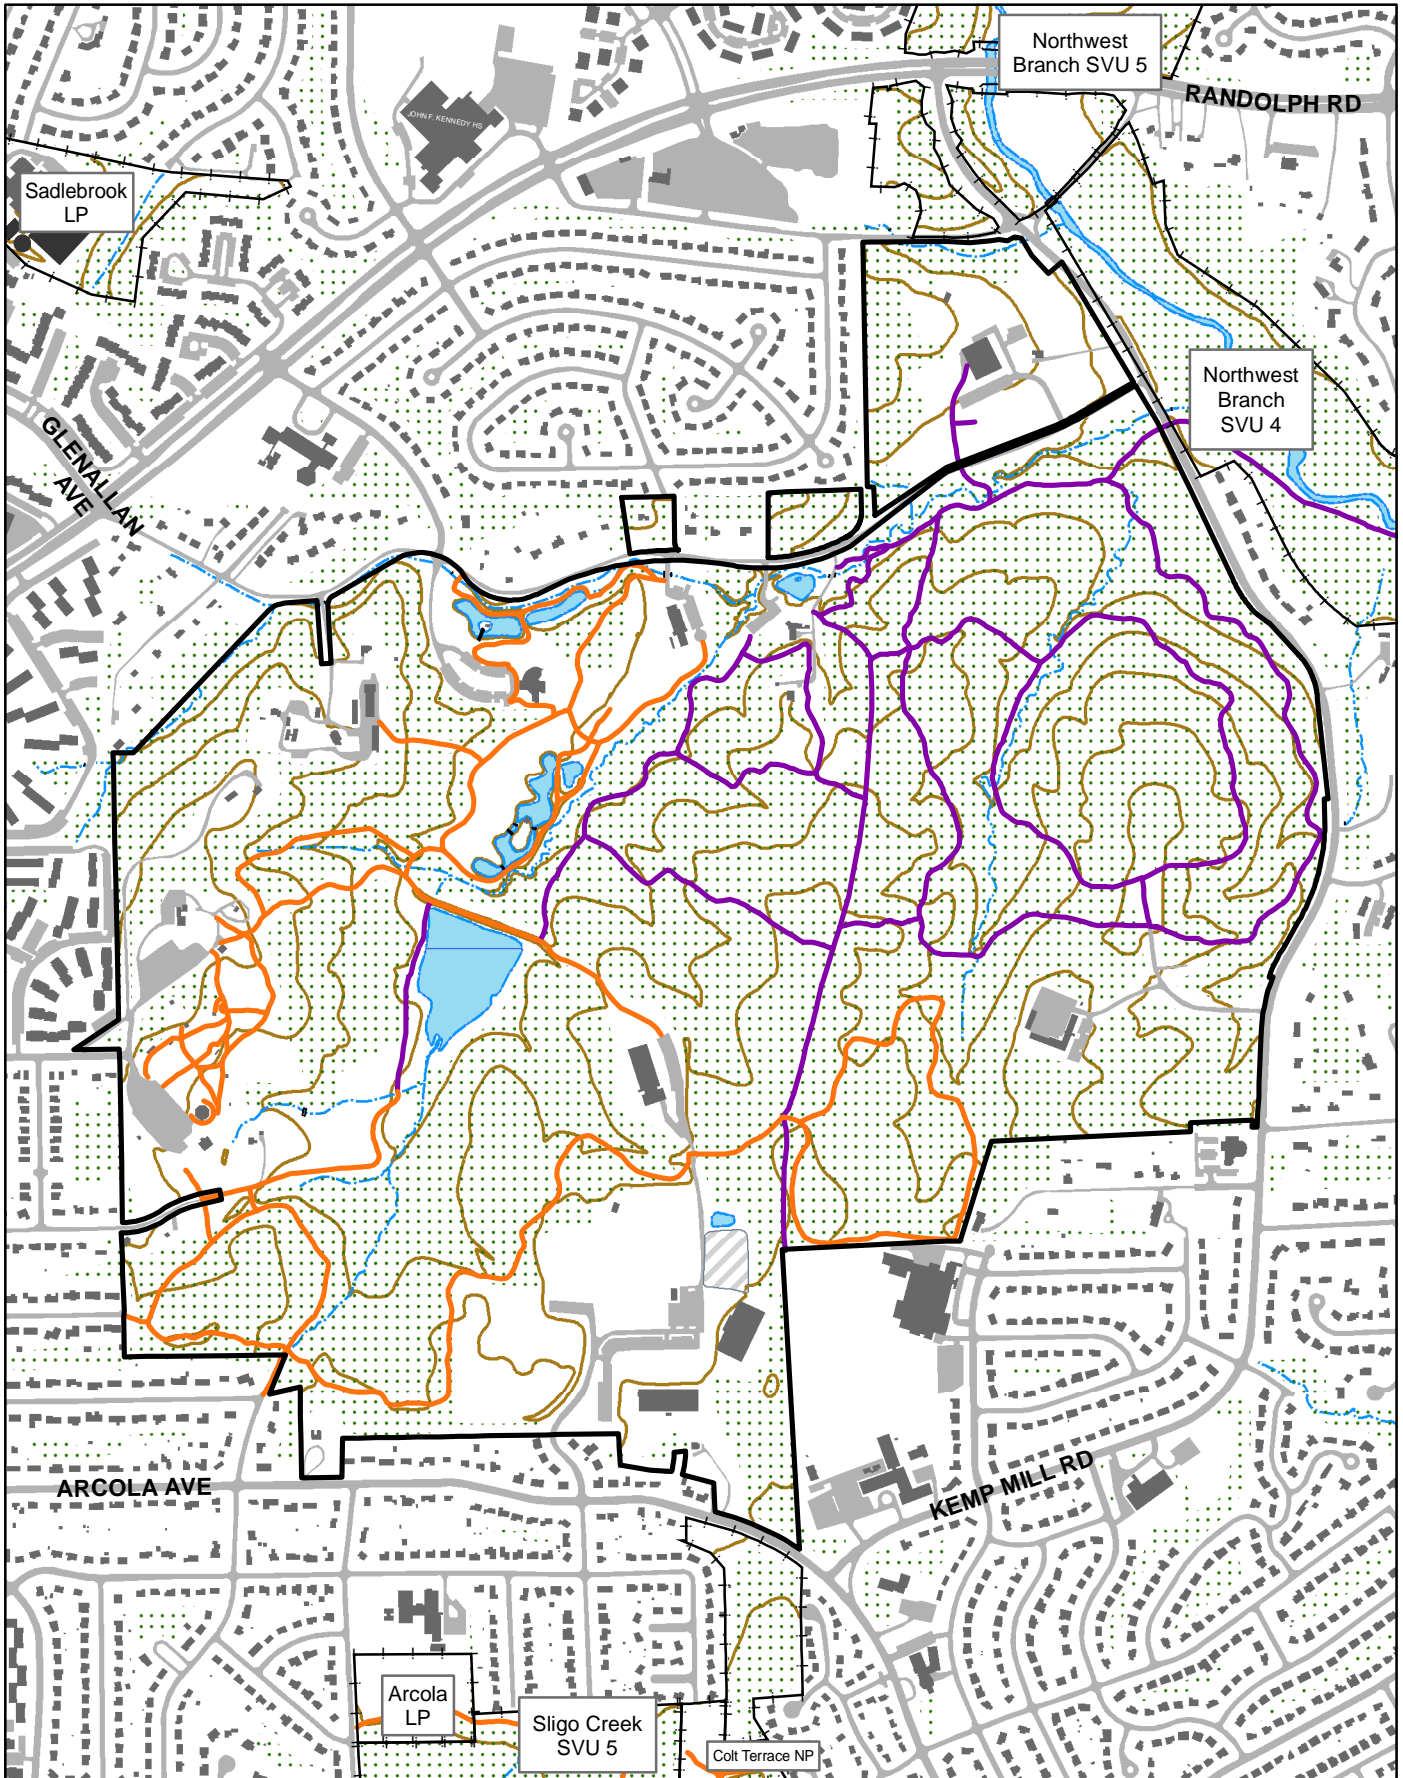 Northwest
Branch SVU 5
RANDOLPH RD
JOHN F. KENNEDY HS
Sadlebrook
LP
Northwest
Branch
SVU 4
GLENALLAN
AVE
ARCOLA AVE
KEMP MILL RD
Arcola
LP
Sligo Creek
SVU 5
Colt Terrace NP